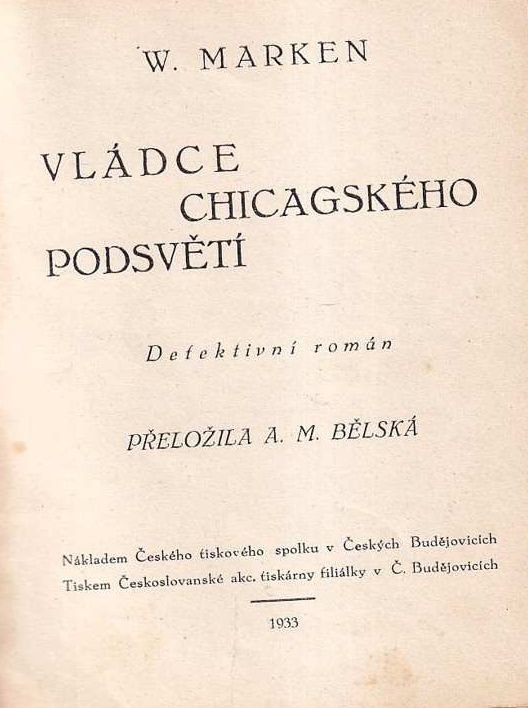 W. MARKEN
VLÁDCE
CHICAGSKÉHO
PODSVĚTÍ
Detektivní román
PŘELOŽILA A. M. BĚLSKÁ
Nákladem Českého tiskového spolku v Českých Budějovicích
Tiskem Českoslovanské akc. tiskárny filiálky v Č. Budějovicích
1933